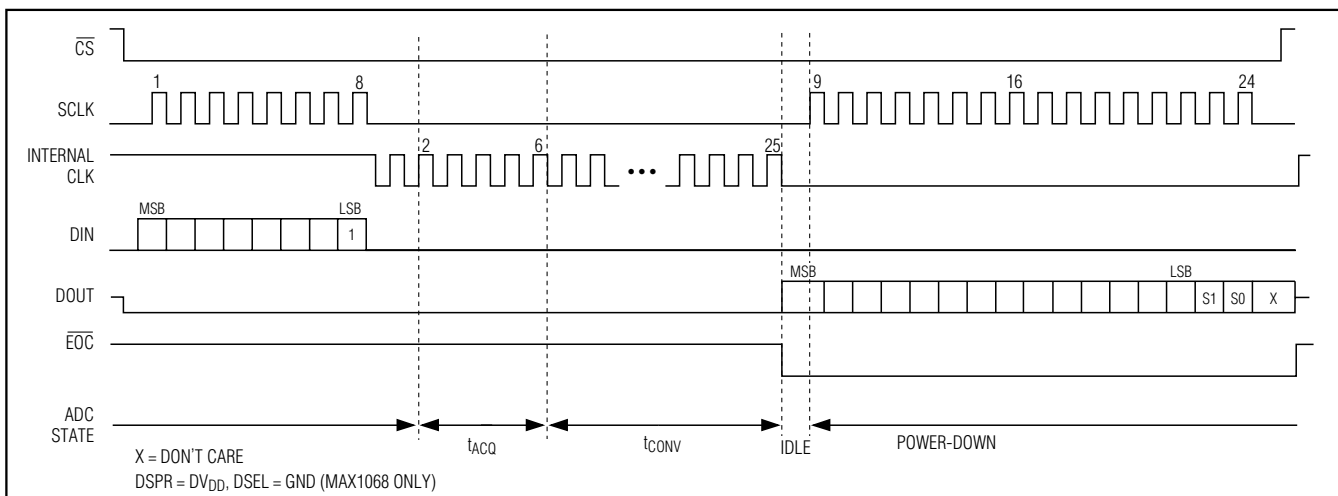 CS
1 8 9 16 24
SCLK
INTERNAL
CLK
2 6 25
•••
MSB LSB
DIN
1
MSB LSB
DOUT
S1 S0 X
EOC
ADC
STATE
tACQ tCONV IDLE POWER-DOWN
X = DON'T CARE
DSPR = DVDD, DSEL = GND (MAX1068 ONLY)